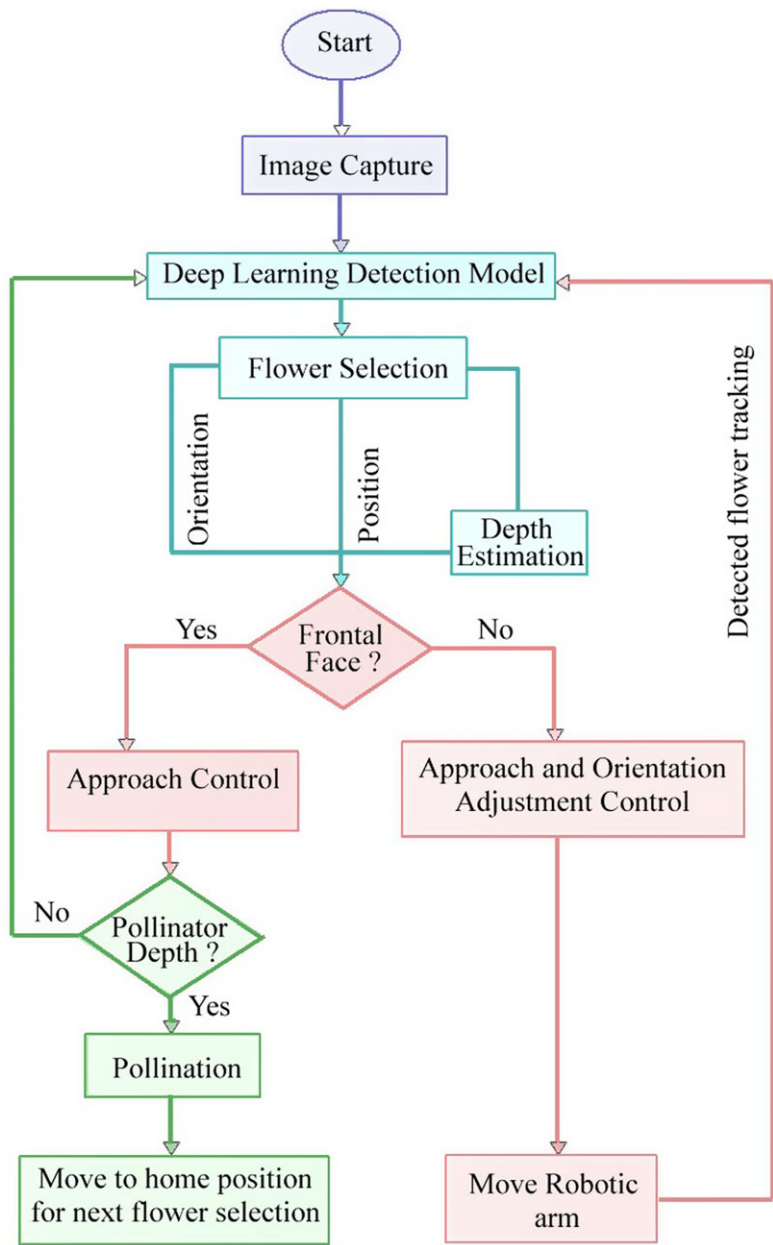 Start
Image Capture
Deep Learning Detection Model
Flower Selection
Orientation
Position
Depth
Estimation
Detected flower tracking
Yes
Frontal
Face ?
No
Approach Control
Approach and Orientation
Adjustment Control
No
Pollinator
Depth ?
Yes
Pollination
Move to home position
for next flower selection
Move Robotic
arm